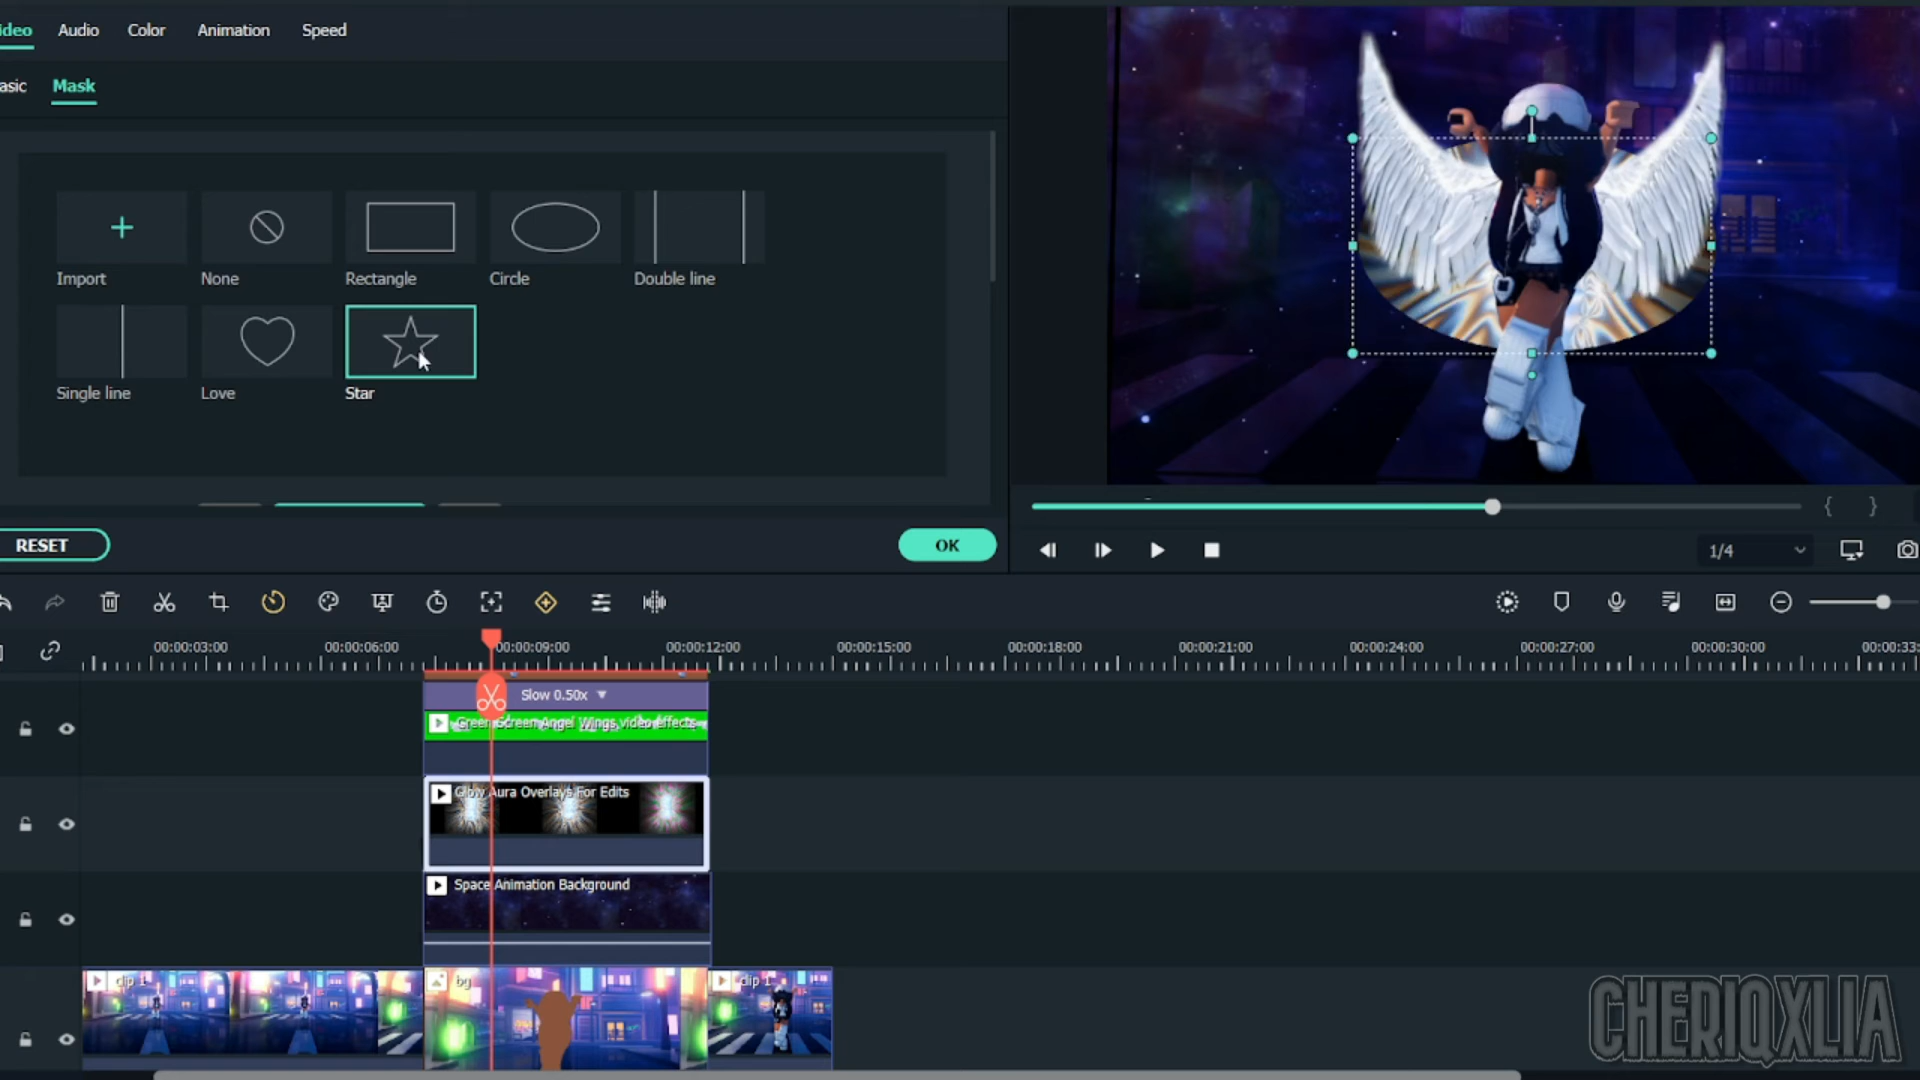 ideo Audio Color Animation Speed
asic Mask
Import None Rectangle Circle Double line
Single line Love Star
RESET OK
1/4
00:00:03:00 00:00:06:00 00:00:09:00 00:00:12:00 00:00:15:00 00:00:18:00 00:00:21:00 00:00:24:00 00:00:27:00 00:00:30:00 00:00:33:
Slow 0.50x
Green Screen Angel Wings video effects
Glow Aura Overlays For Edits
Space Animation Background
clip 1 bg clip 1
CHERIQXLIA